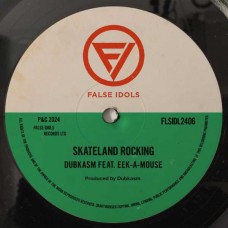 FALSE IDOLS
P&C 2024
FALSE IDOLS
RECORDS LTD
FLSIDL2406
SKATELAND ROCKING
DUBKASM FEAT. EEK-A-MOUSE
Produced by Dubkasm.